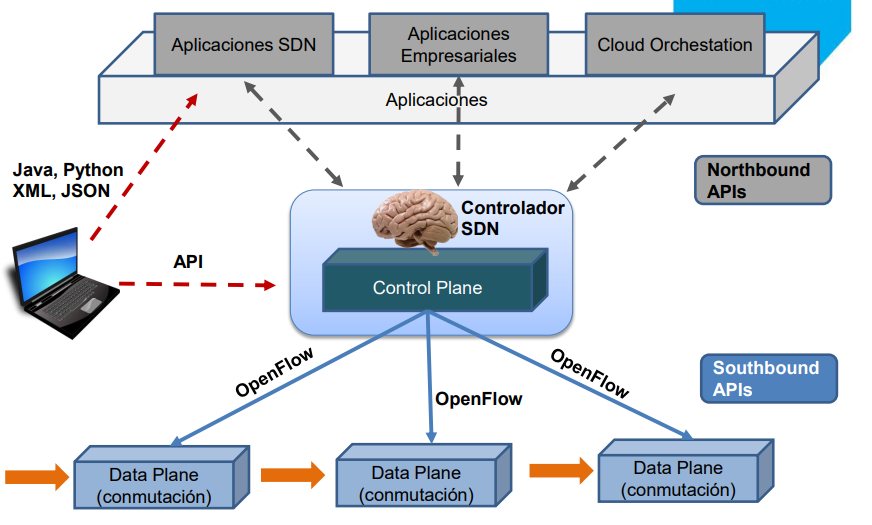 Aplicaciones SDN
Aplicaciones
Empresariales
Cloud Orchestation
Aplicaciones
Java, Python
XML, JSON
Northbound
APIs
Controlador
SDN
API
Control Plane
OpenFlow
OpenFlow
OpenFlow
Southbound
APIs
Data Plane
(conmutación)
Data Plane
(conmutación)
Data Plane
(conmutación)